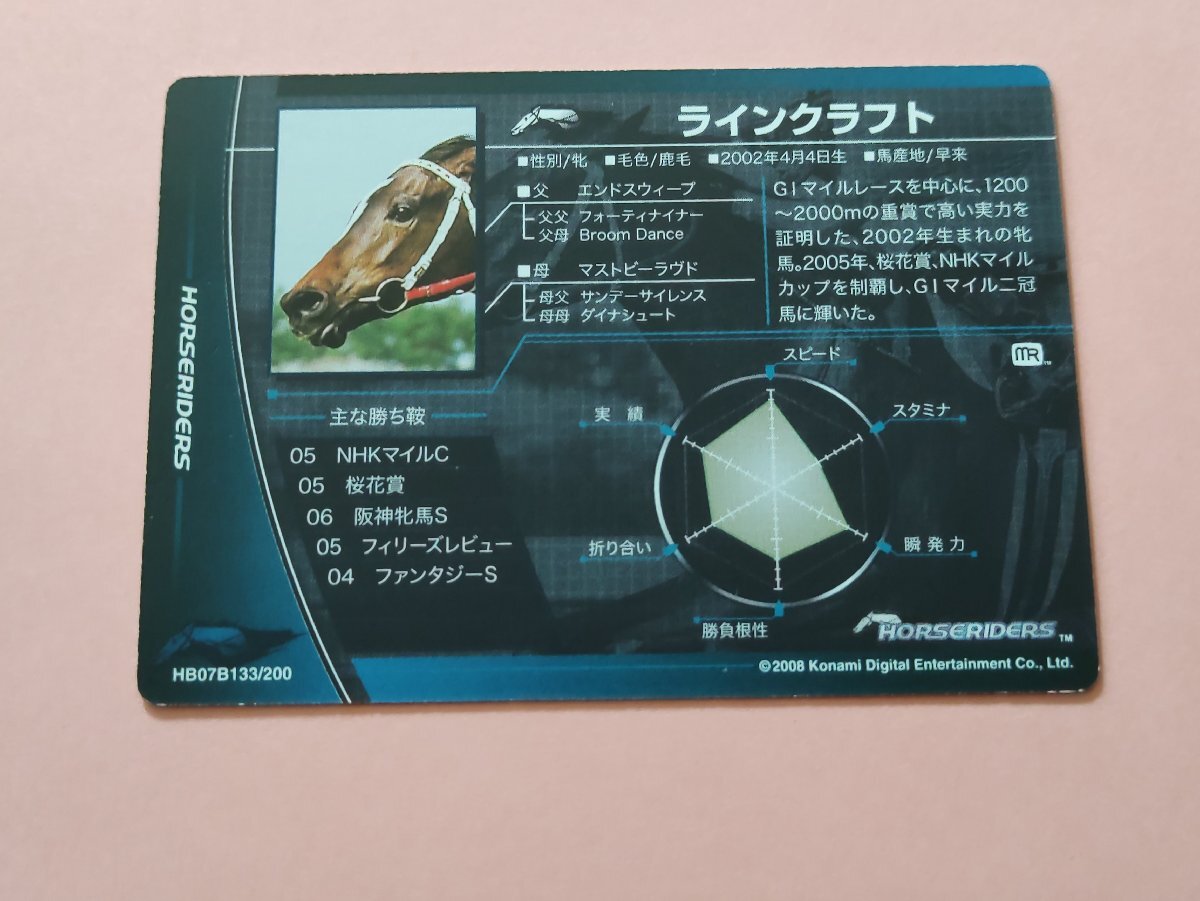 ラインクラフト
■性別/牝 ■毛色/鹿毛 ■2002年4月4日生 ■馬産地/早来
■父 エンドスウィープ
父父 フォーティナイナー
父母 Broom Dance
■母 マストビーラヴド
母父 サンデーサイレンス
母母 ダイナシュート
GIマイルレースを中心に、1200
〜2000mの重賞で高い実力を
証明した、2002年生まれの牝
馬。2005年、桜花賞、NHKマイル
カップを制覇し、GIマイル二冠
馬に輝いた。
HORSERIDERS
主な勝ち鞍
05 NHKマイルC
05 桜花賞
06 阪神牝馬S
05 フィリーズレビュー
04 ファンタジーS
MR TM
スピード
スタミナ
瞬発力
勝負根性
折り合い
実績
HORSERIDERS TM
HB07B133/200
©2008 Konami Digital Entertainment Co., Ltd.